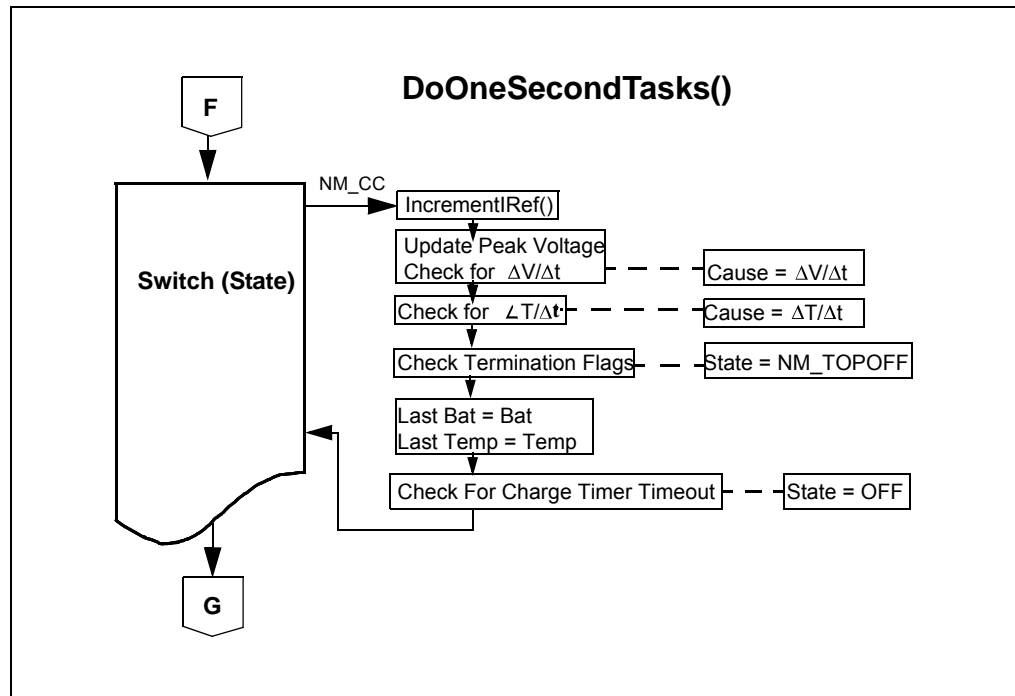 DoOneSecondTasks()
F
NM_CC
Switch (State)
IncrementIRef()
Update Peak Voltage
Check for ΔV/Δt
Cause = ΔV/Δt
Check for ∠T/Δt
Cause = ΔT/Δt
Check Termination Flags
State = NM_TOPOFF
Last Bat = Bat
Last Temp = Temp
Check For Charge Timer Timeout
State = OFF
G